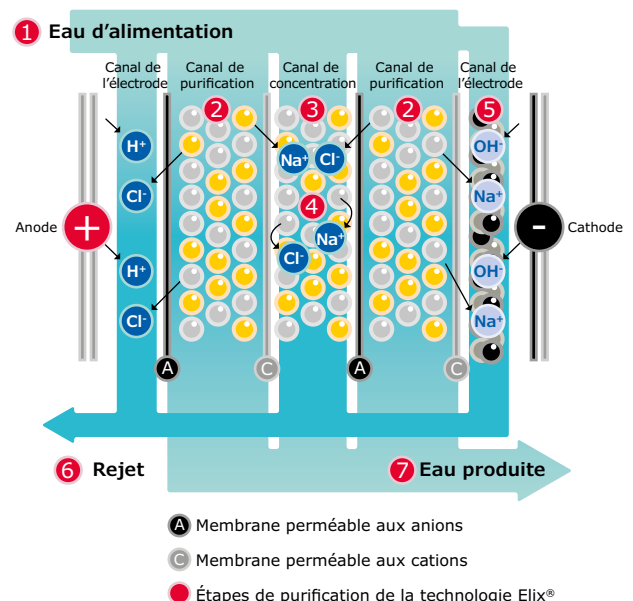 1 Eau d’alimentation
Canal de l’électrode
Canal de purification
Canal de concentration
Canal de purification
Canal de l’électrode
2
3
2
5
H+
Na+
Cl-
OH-
Cl-
Na+
4
Anode
+
-
Cathode
Na+
Cl-
H+
OH-
Cl-
Na+
A
C
A
C
6 Rejet
7 Eau produite
A Membrane perméable aux anions
C Membrane perméable aux cations
Étapes de purification de la technologie Elix®